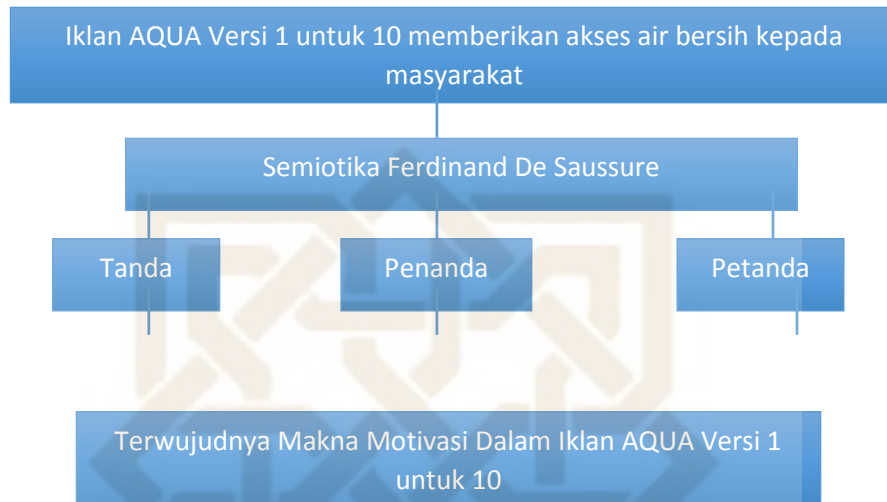 Iklan AQUA Versi 1 untuk 10 memberikan akses air bersih kepada
masyarakat
Semiotika Ferdinand De Saussure
Tanda
Penanda
Petanda
Terwujudnya Makna Motivasi Dalam Iklan AQUA Versi 1
untuk 10